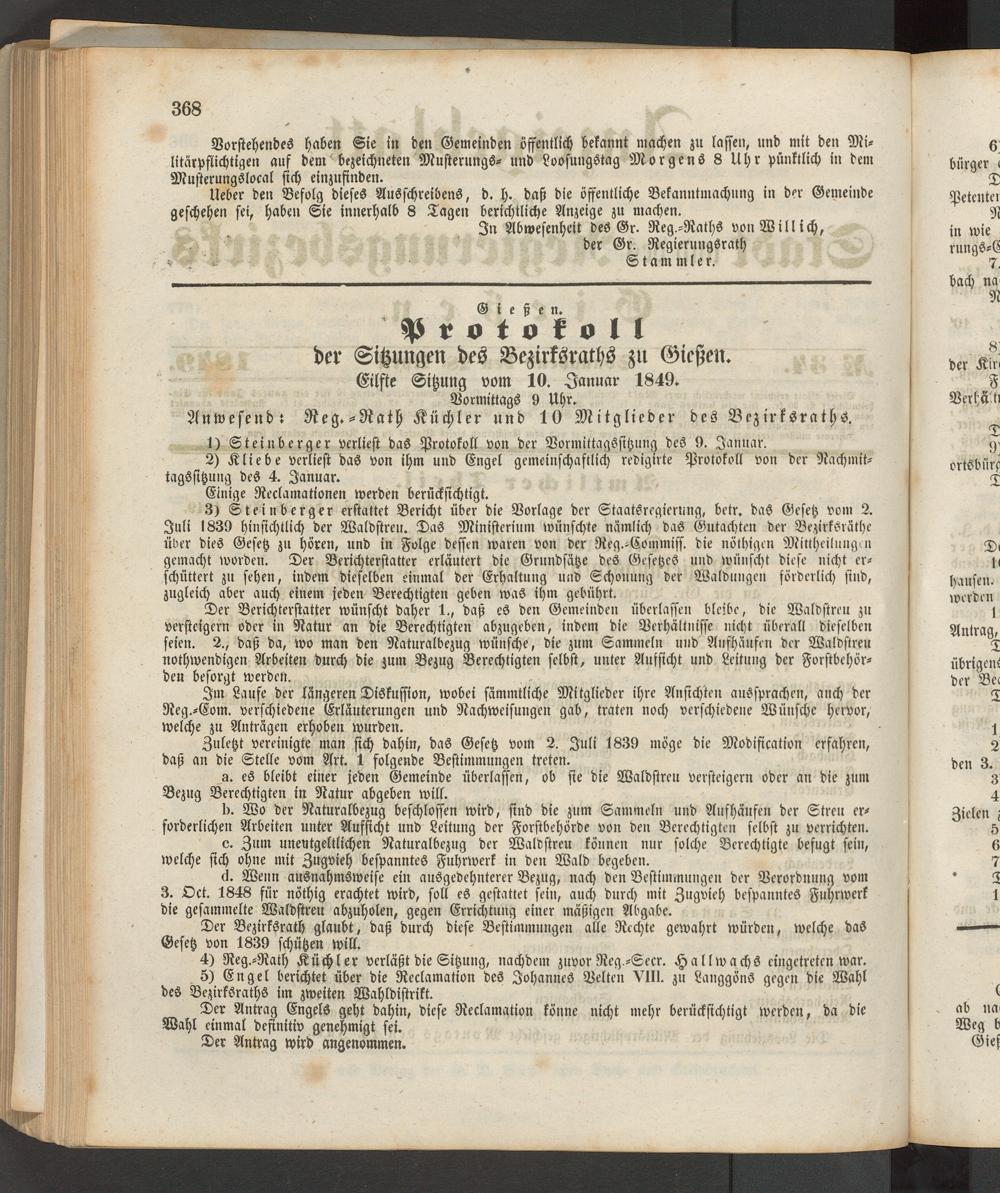 368
Vorstehendes haben Sie in den Gemeinden öffentlich bekannt machen zu lassen, und mit den Mi-
litärpflichtigen auf dem bezeichneten Musterungs- und Loosungstag Morgens 8 Uhr pünktlich in dem
Musterungslocal sich einzufinden.
Ueber den Befolg dieses Ausschreibens, d. h. daß die öffentliche Bekanntmachung in der Gemeinde
geschehen sei, haben Sie innerhalb 8 Tagen berichtliche Anzeige zu machen.
In Abwesenheit des Gr. Reg.-Raths von Willich,
der Gr. Regierungsrath
Stammler.
Gießen.
Protokoll
der Sitzungen des Bezirksraths zu Gießen.
Eilfte Sitzung vom 10. Januar 1849.
Vormittags 9 Uhr.
Anwesend: Reg.-Rath Küchler und 10 Mitglieder des Bezirksraths.
1) Steinberger verliest das Protokoll von der Vormittagssitzung des 9. Januar.
2) Kliebe verliest das von ihm und Engel gemeinschaftlich redigirte Protokoll von der Nachmit-
tagssitzung des 4. Januar.
Einige Reclamationen werden berücksichtigt.
3) Steinberger erstattet Bericht über die Vorlage der Staatsregierung, betr. das Gesetz vom 2.
Juli 1839 hinsichtlich der Waldstreu. Das Ministerium wünschte nämlich das Gutachten der Bezirksräthe
über dies Gesetz zu hören, und in Folge dessen waren von der Reg.-Commiss. die nöthigen Mittheilungen
gemacht worden. Der Berichterstatter erläutert die Grundsätze des Gesetzes und wünscht diese nicht er-
schüttert zu sehen, indem dieselben einmal der Erhaltung und Schonung der Waldungen förderlich sind,
zugleich aber auch einem jeden Berechtigten geben was ihm gebührt.
Der Berichterstatter wünscht daher 1., daß es den Gemeinden überlassen bleibe, die Waldstreu zu
versteigern oder in Natur an die Berechtigten abzugeben, indem die Verhältnisse nicht überall dieselben
seien. 2., daß da, wo man den Naturalbezug wünsche, die zum Sammeln und Aufhäufen der Waldstreu
nothwendigen Arbeiten durch die zum Bezug Berechtigten selbst, unter Aufsicht und Leitung der Forstbehör-
den besorgt werden.
Im Laufe der längeren Diskussion, wobei sämmtliche Mitglieder ihre Ansichten aussprachen, auch der
Reg.-Com. verschiedene Erläuterungen und Nachweisungen gab, traten noch verschiedene Wünsche hervor,
welche zu Anträgen erhoben wurden.
Zuletzt vereinigte man sich dahin, das Gesetz vom 2. Juli 1839 möge die Modification erfahren,
daß an die Stelle vom Art. 1 folgende Bestimmungen treten.
a. es bleibt einer jeden Gemeinde überlassen, ob sie die Waldstreu versteigern oder an die zum
Bezug Berechtigten in Natur abgeben will.
b. Wo der Naturalbezug beschlossen wird, sind die zum Sammeln und Aufhäufen der Streu er-
forderlichen Arbeiten unter Aufsicht und Leitung der Forstbehörde von den Berechtigten selbst zu verrichten.
c. Zum uneutgeltlichen Naturalbezug der Waldstreu können nur solche Berechtigte befugt sein,
welche sich ohne mit Zugvieh bespanntes Fuhrwerk in den Wald begeben.
d. Wenn ausnahmsweise ein ausgedehnterer Bezug, nach den Bestimmungen der Verordnung vom
3. Oct. 1848 für nöthig erachtet wird, soll es gestattet sein, auch durch mit Zugvieh bespanntes Fuhrwerk
die gesammelte Waldstreu abzuholen, gegen Errichtung einer mäßigen Abgabe.
Der Bezirksrath glaubt, daß durch diese Bestimmungen alle Rechte gewahrt würden, welche das
Gesetz von 1839 schützen will.
4) Reg.-Rath Küchler verläßt die Sitzung, nachdem zuvor Reg.-Secr. Hallwachs eingetreten war.
5) Engel berichtet über die Reclamation des Johannes Velten VIII. zu Langgöns gegen die Wahl
des Bezirksraths im zweiten Wahldistrikt.
Der Antrag Engels geht dahin, diese Reclamation könne nicht mehr berücksichtigt werden, da die
Wahl einmal definitiv genehmigt sei.
Der Antrag wird angenommen.